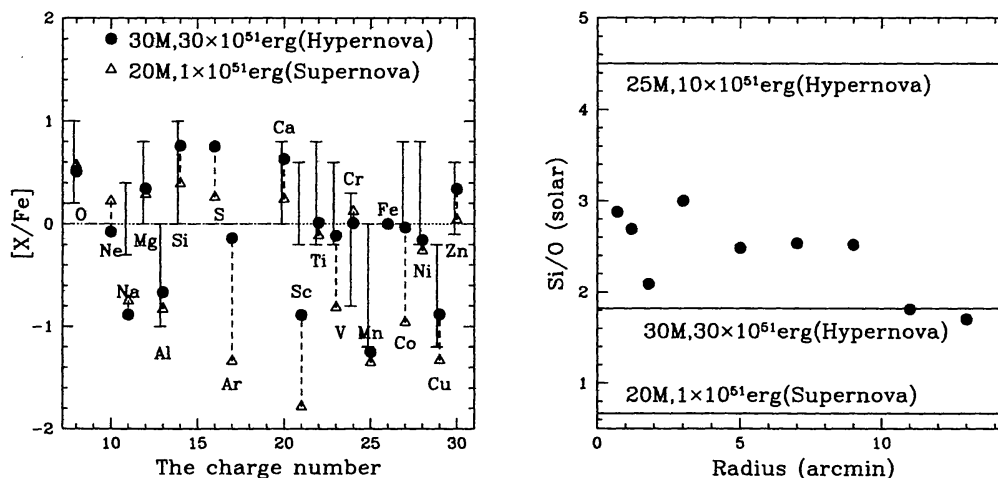 30M,30×10⁵¹erg(Hypernova)
20M,1×10⁵¹erg(Supernova)
[X/Fe]
2
1
0
-1
-2
O
Ne
Na
Mg
Al
Si
S
Ar
Ca
Sc
Ti
V
Cr
Mn
Fe
Co
Ni
Cu
Zn
10
15
20
25
30
The charge number
Si/O (solar)
5
4
3
2
1
25M,10×10⁵¹erg(Hypernova)
30M,30×10⁵¹erg(Hypernova)
20M,1×10⁵¹erg(Supernova)
0
5
10
Radius (arcmin)